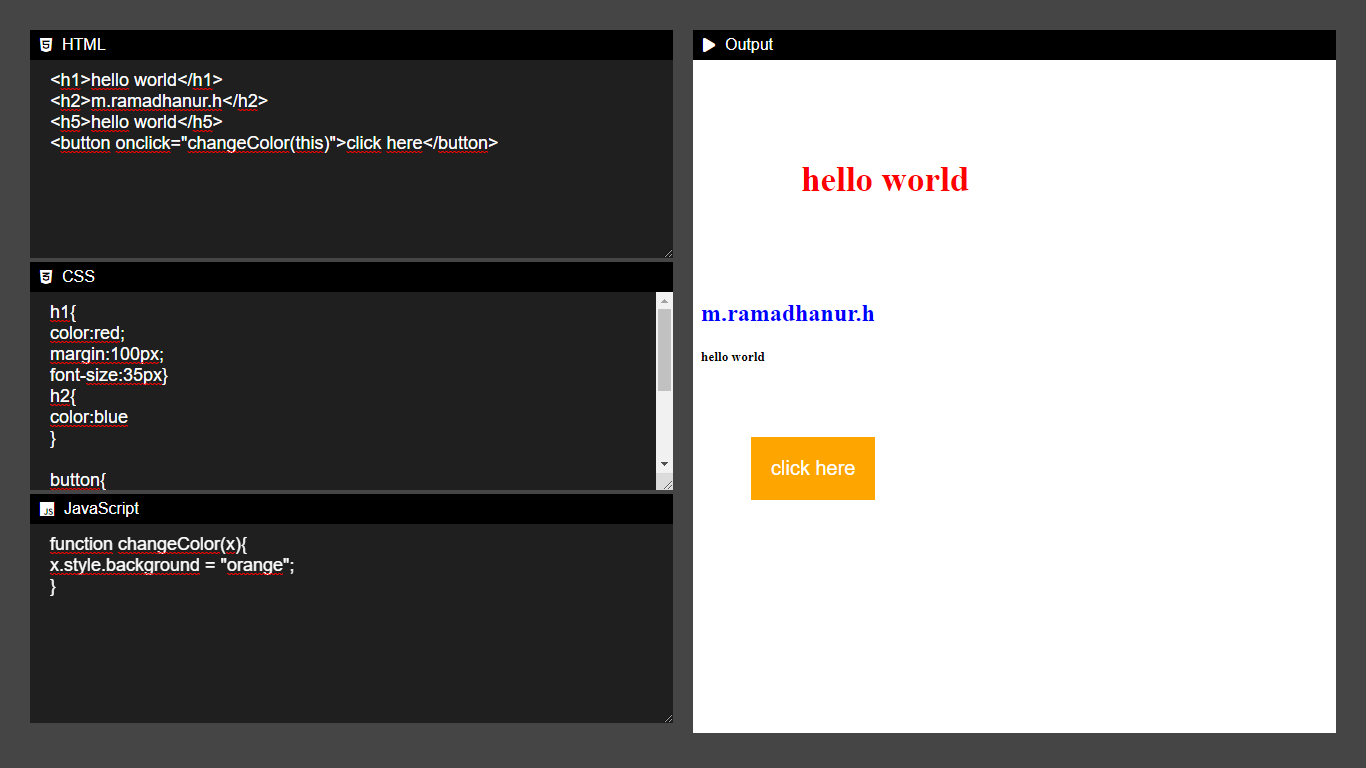 HTML
<h1>hello world</h1>
<h2>m.ramadhanur.h</h2>
<h5>hello world</h5>
<button onclick="changeColor(this)">click here</button>
CSS
h1{
color:red;
margin:100px;
font-size:35px}
h2{
color:blue
}
button{
JS JavaScript
function changeColor(x){
x.style.background = "orange";
}
Output
hello world
m.ramadhanur.h
hello world
click here